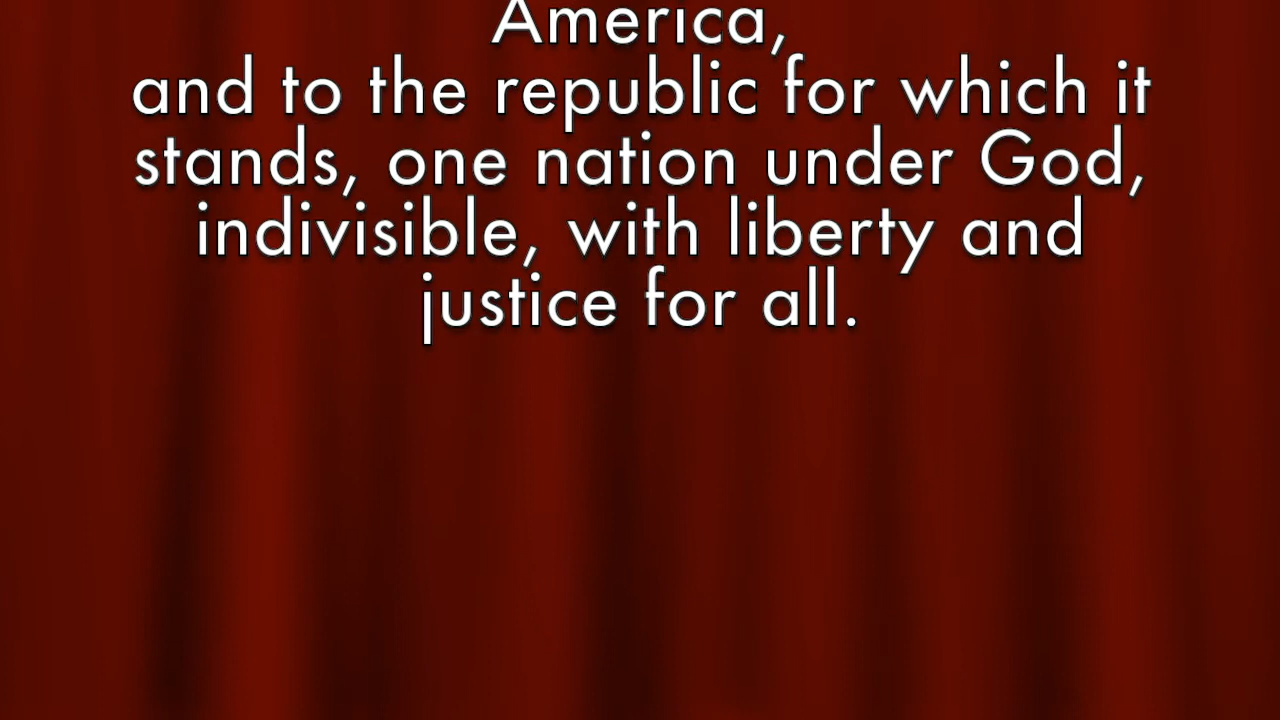 America,
and to the republic for which it
stands, one nation under God,
indivisible, with liberty and
justice for all.